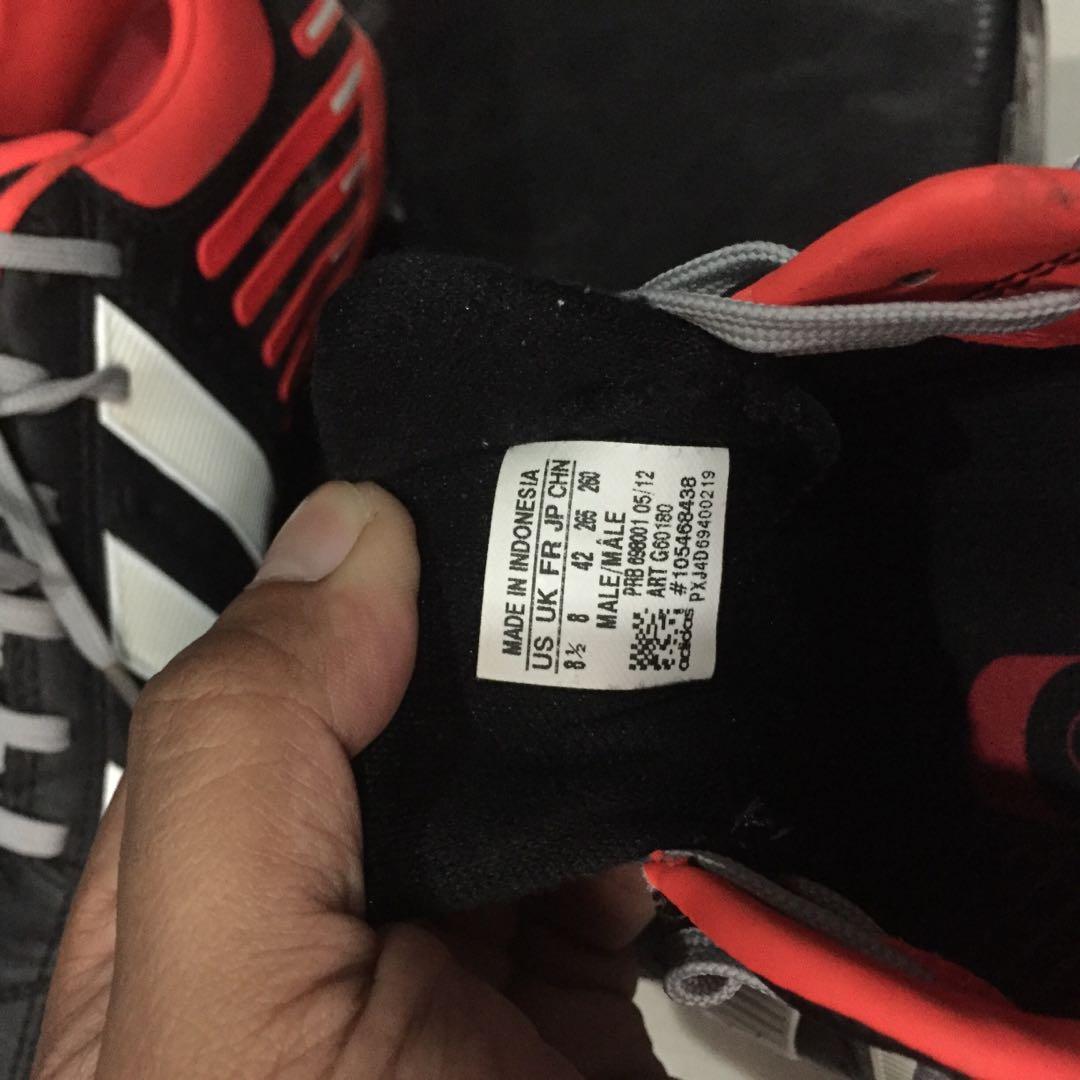 MADE IN INDONESIA
US UK FR JP CHN
8½ 8 42 265 260
MALE/MÂLE
PRB 698001 05/12
ART G60180
#105468438
adidas PXJ4D69400219